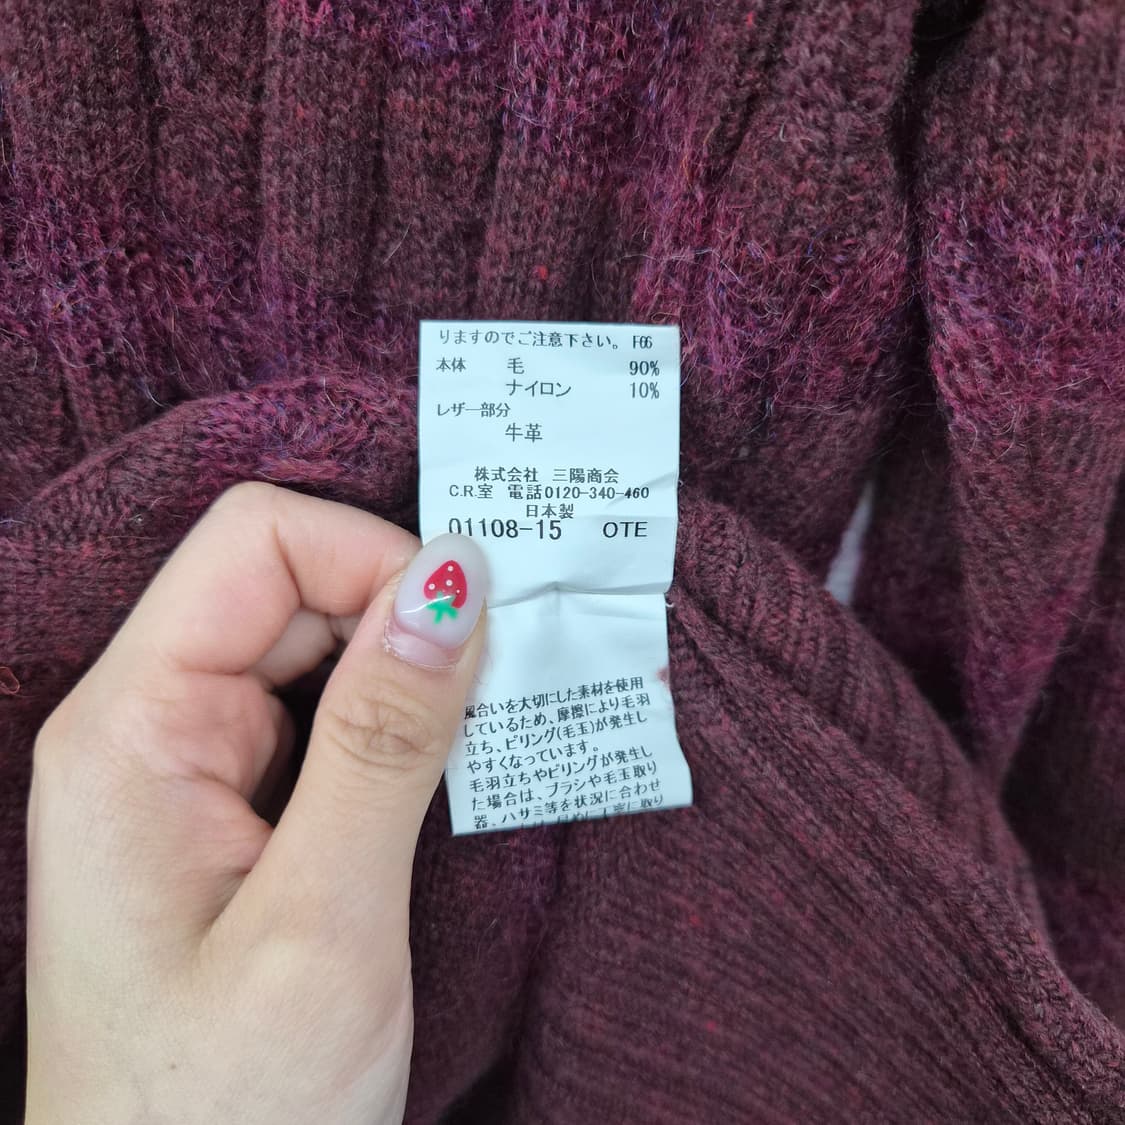 りますのでご注意下さい。 F66
本体 毛 90%
ナイロン 10%
レザー部分
牛革
株式会社 三陽商会
C.R.室 電話0120-340-460
日本製
01108-15 OTE
風合いを大切にした素材を使用
しているため、摩擦により毛羽
立ち、ピリング(毛玉)が発生し
やすくなっています。
毛羽立ちやピリングが発生し
た場合は、ブラシや毛玉取り
器、ハサミ等を状況に合わせ